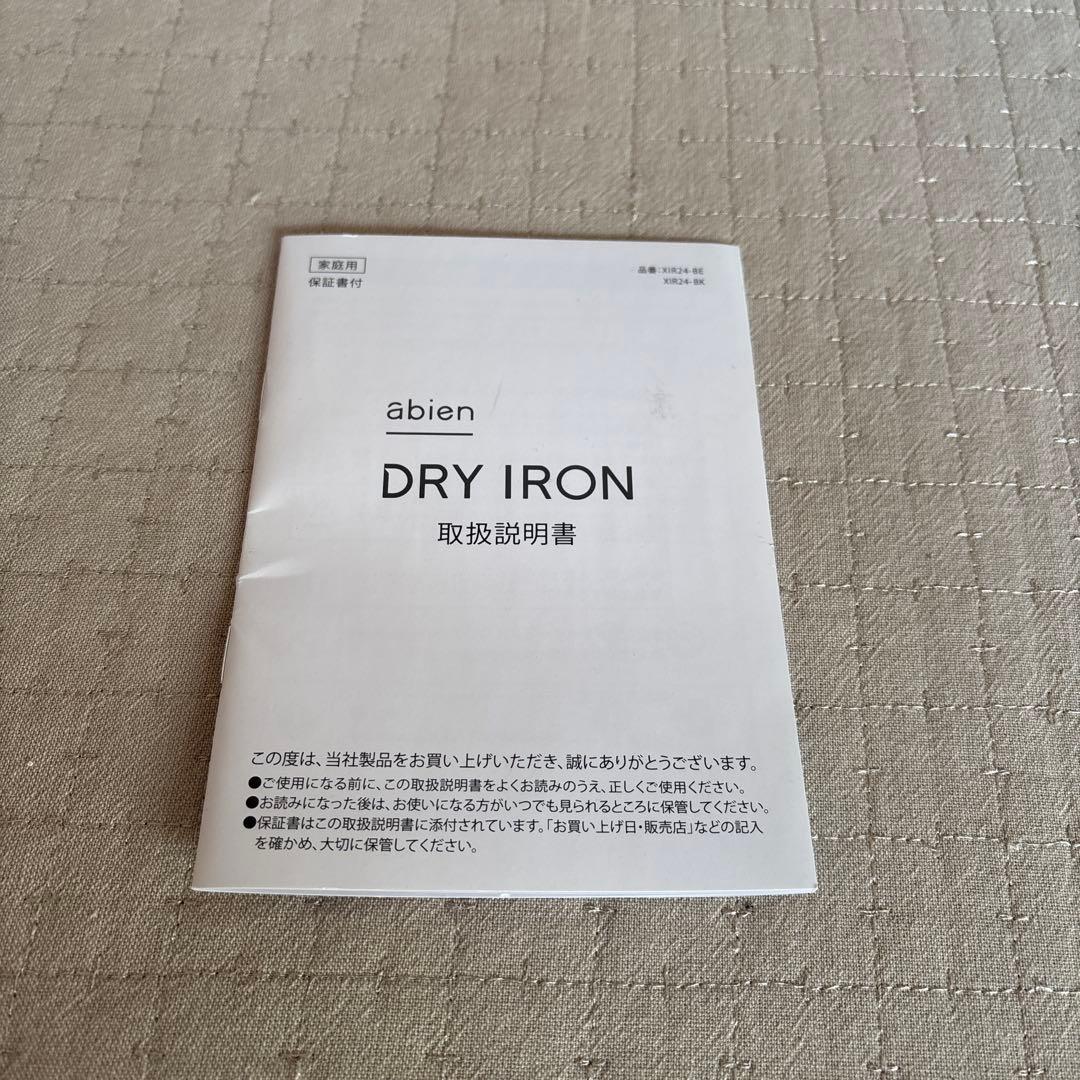 家庭用
保証書付
品番：XIR24-BE
XIR24-BK
abien
DRY IRON
取扱説明書
この度は、当社製品をお買い上げいただき、誠にありがとうございます。
●ご使用になる前に、この取扱説明書をよくお読みのうえ、正しくご使用ください。
●お読みになった後は、お使いになる方がいつでも見られるところに保管してください。
●保証書はこの取扱説明書に添付されています。「お買い上げ日・販売店」などの記入
を確かめ、大切に保管してください。